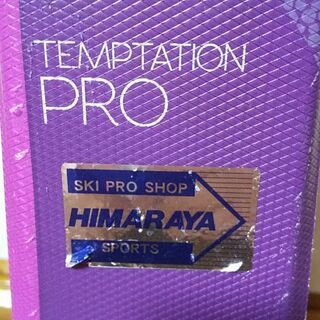 TEMPTATION
PRO
SKI PRO SHOP
HIMARAYA
SPORTS